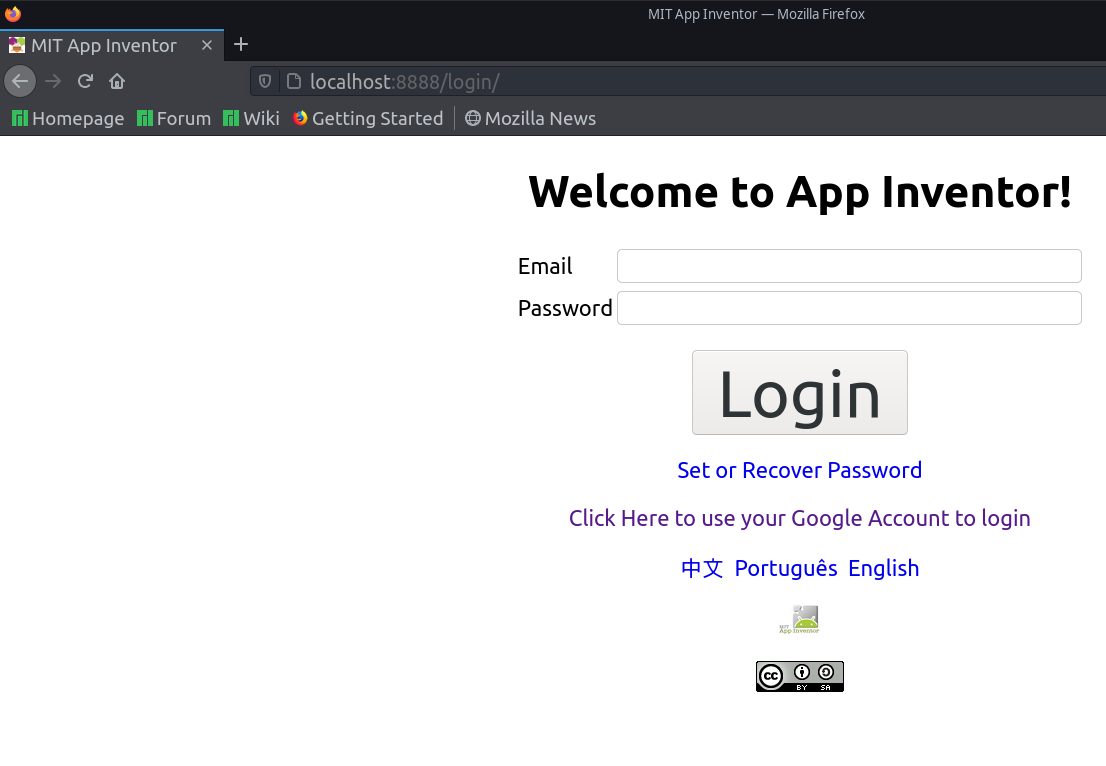 MIT App Inventor — Mozilla Firefox
MIT App Inventor
localhost:8888/login/
Homepage Forum Wiki Getting Started Mozilla News
Welcome to App Inventor!
Email
Password
Login
Set or Recover Password
Click Here to use your Google Account to login
中文 Português English
MIT
App Inventor
cc
BY SA